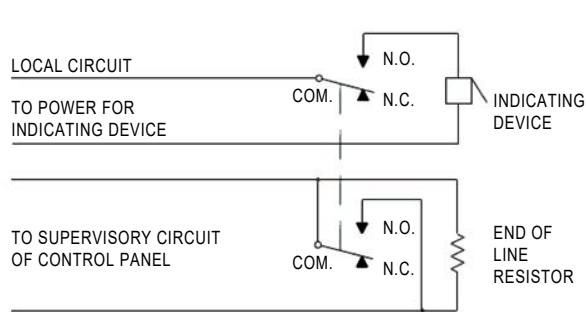 LOCAL CIRCUIT
TO POWER FOR
INDICATING DEVICE
COM.
N.O.
N.C.
INDICATING
DEVICE
TO SUPERVISORY CIRCUIT
OF CONTROL PANEL
COM.
N.O.
N.C.
END OF
LINE
RESISTOR